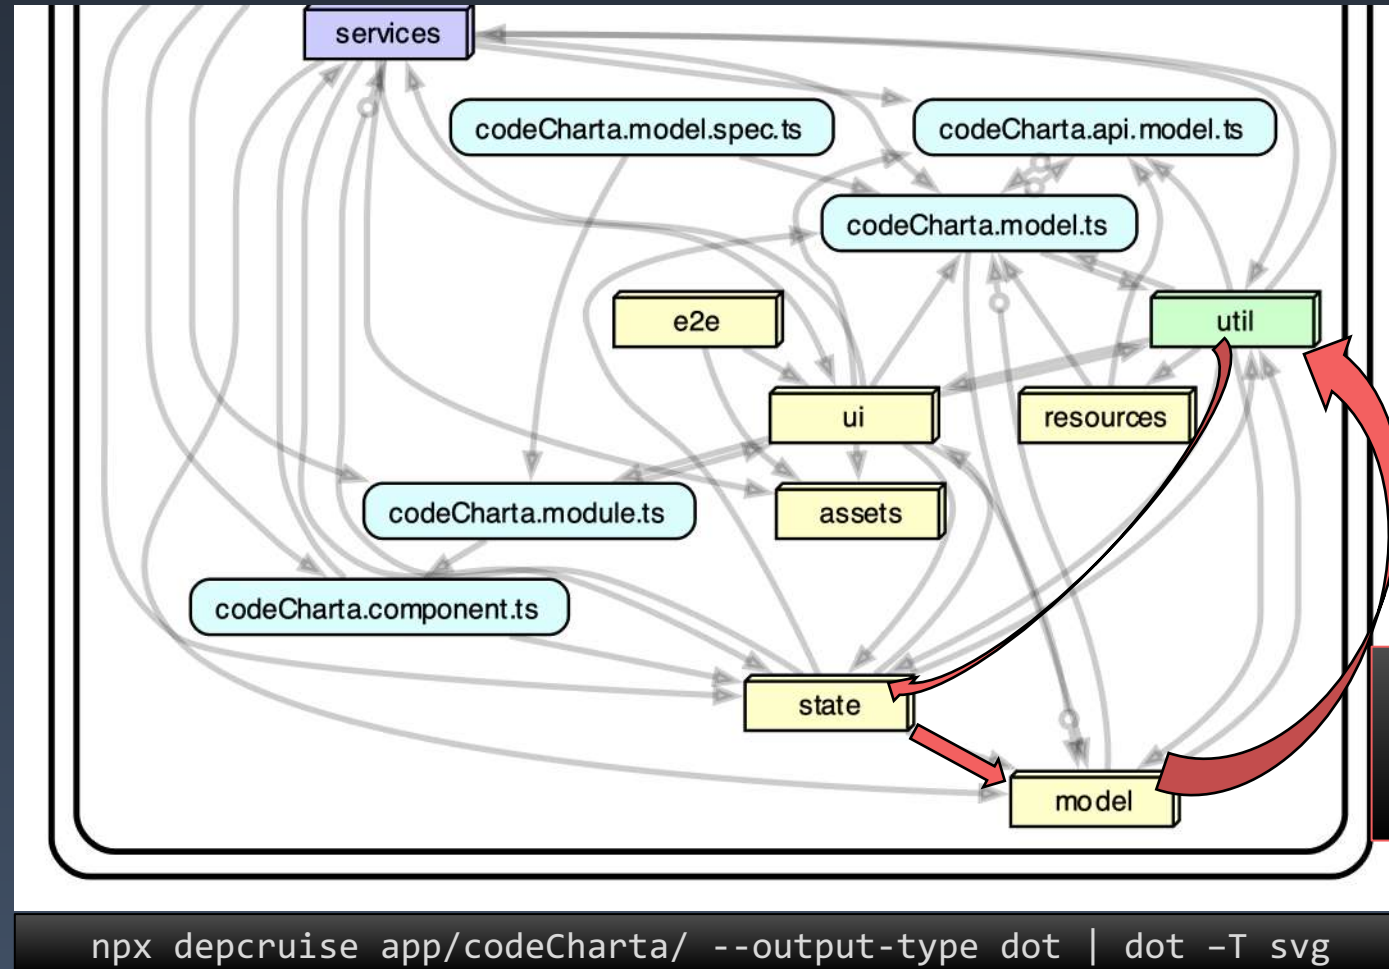 services
codeCharta.model.spec.ts
codeCharta.api.model.ts
codeCharta.model.ts
e2e
util
ui
resources
codeCharta.module.ts
assets
codeCharta.component.ts
state
model
npx depcruise app/codeCharta/ --output-type dot | dot –T svg